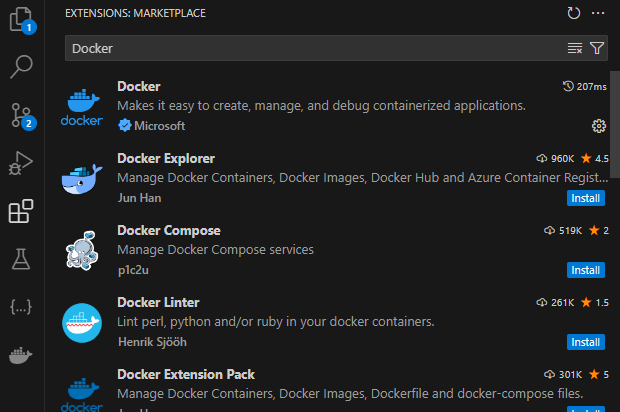 EXTENSIONS: MARKETPLACE
1
Docker
Docker
207ms
Makes it easy to create, manage, and debug containerized applications.
docker
Microsoft
2
Docker Explorer
960K
4.5
Manage Docker Containers, Docker Images, Docker Hub and Azure Container Regist...
Jun Han
Install
Docker Compose
519K
2
Manage Docker Compose services
p1c2u
Install
Docker Linter
261K
1.5
Lint perl, python and/or ruby in your docker containers.
Henrik Sjööh
Install
{...}
Docker Extension Pack
301K
5
Manage Docker Containers, Docker Images, Dockerfile and docker-compose files.
docker
Install